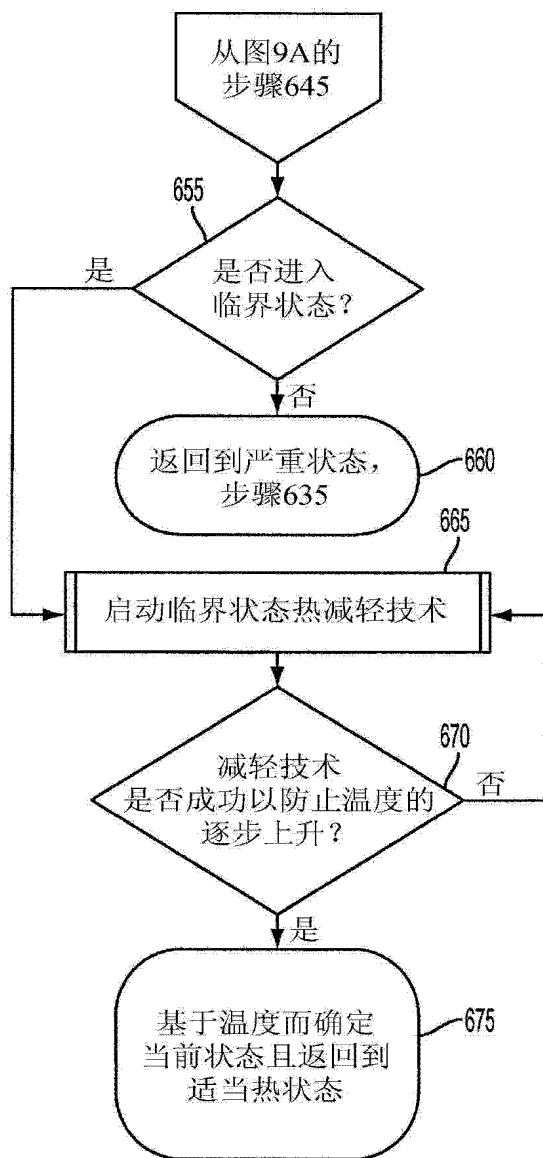 从图9A的
步骤645
655
是
是否进入
临界状态?
否
返回到严重状态,
步骤635
660
665
启动临界状态热减轻技术
670
减轻技术
是否成功以防止温度的
逐步上升?
否
是
基于温度而确定
当前状态且返回到
适当热状态
675